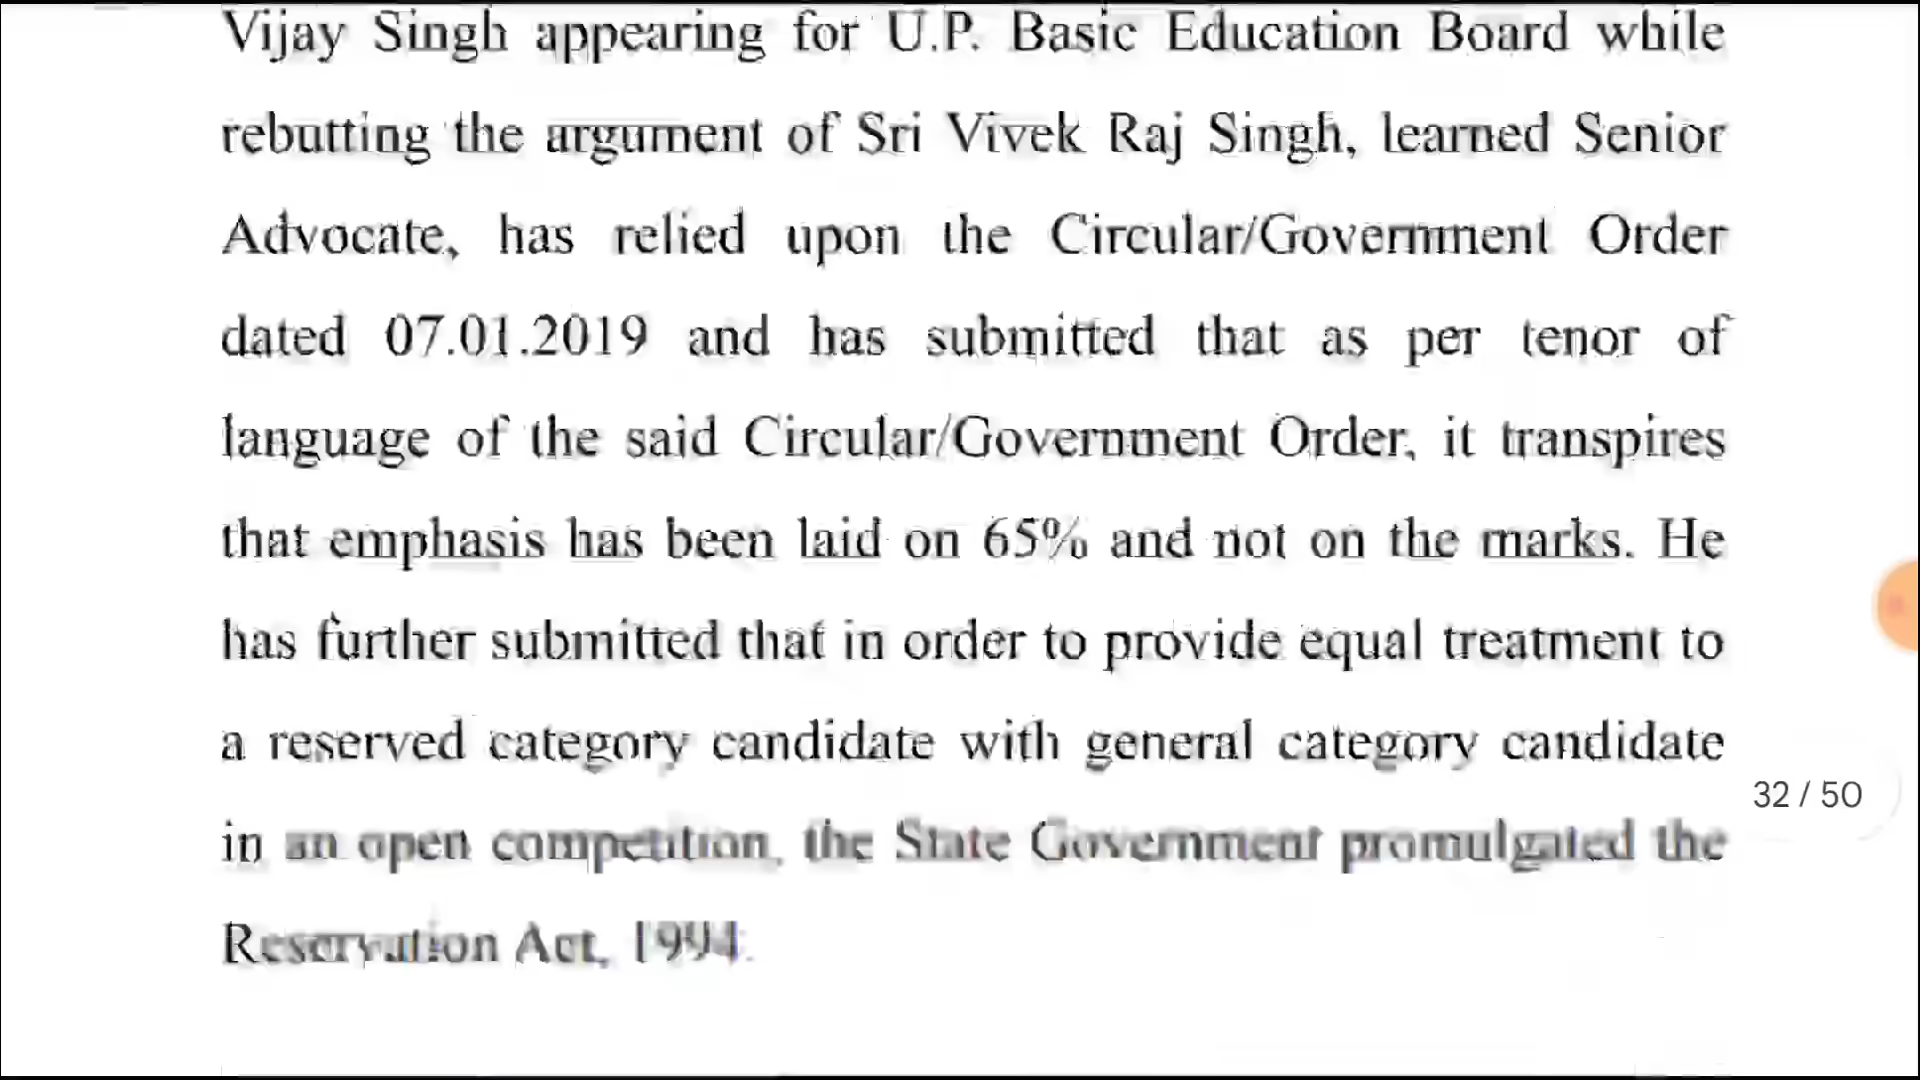 Vijay Singh appearing for U.P. Basic Education Board while
rebutting the argument of Sri Vivek Raj Singh, learned Senior
Advocate, has relied upon the Circular/Government Order
dated 07.01.2019 and has submitted that as per tenor of
language of the said Circular/Government Order, it transpires
that emphasis has been laid on 65% and not on the marks. He
has further submitted that in order to provide equal treatment to
a reserved category candidate with general category candidate
in an open competition, the State Government promulgated the
Reservation Act, 1994.
32 / 50